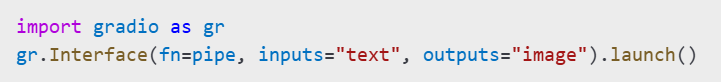 import gradio as gr
gr.Interface(fn=pipe, inputs="text", outputs="image").launch()